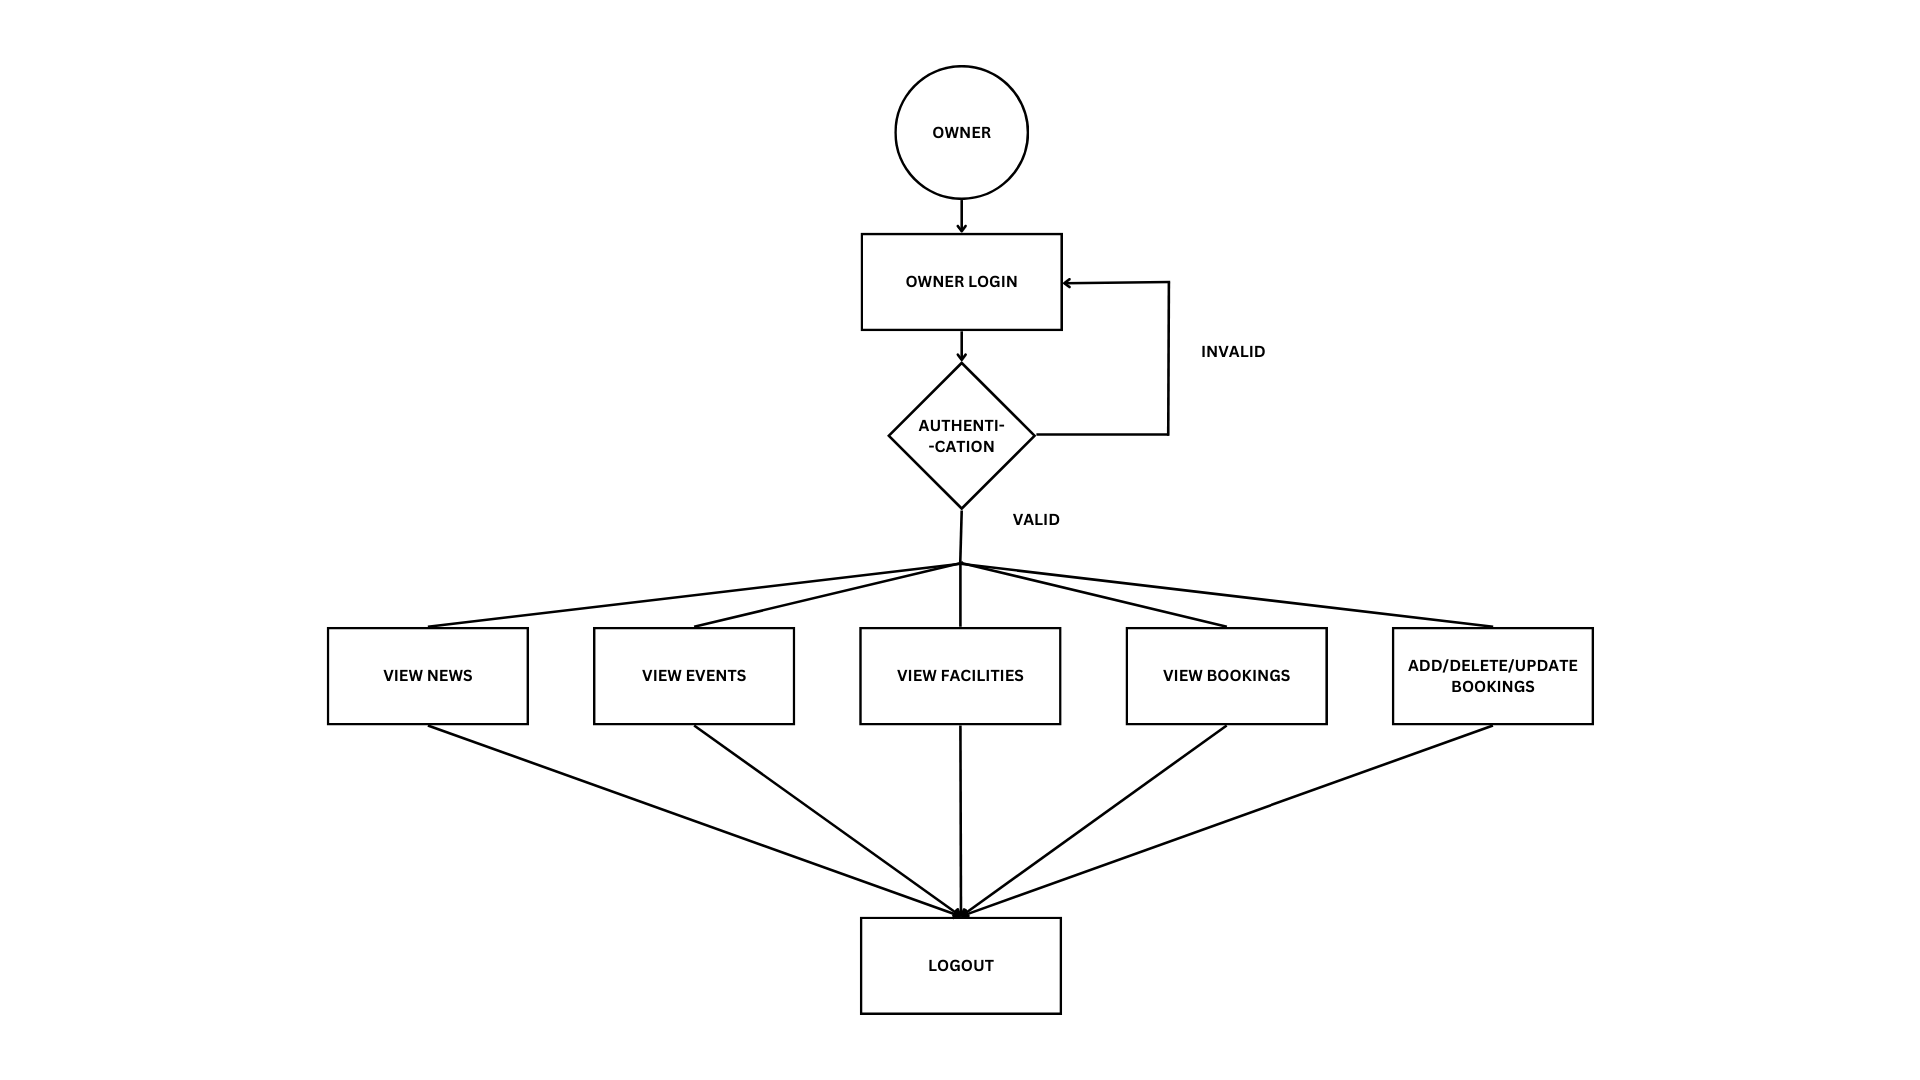 OWNER
OWNER LOGIN
INVALID
AUTHENTI-
-CATION
VALID
VIEW NEWS
VIEW EVENTS
VIEW FACILITIES
VIEW BOOKINGS
ADD/DELETE/UPDATE
BOOKINGS
LOGOUT